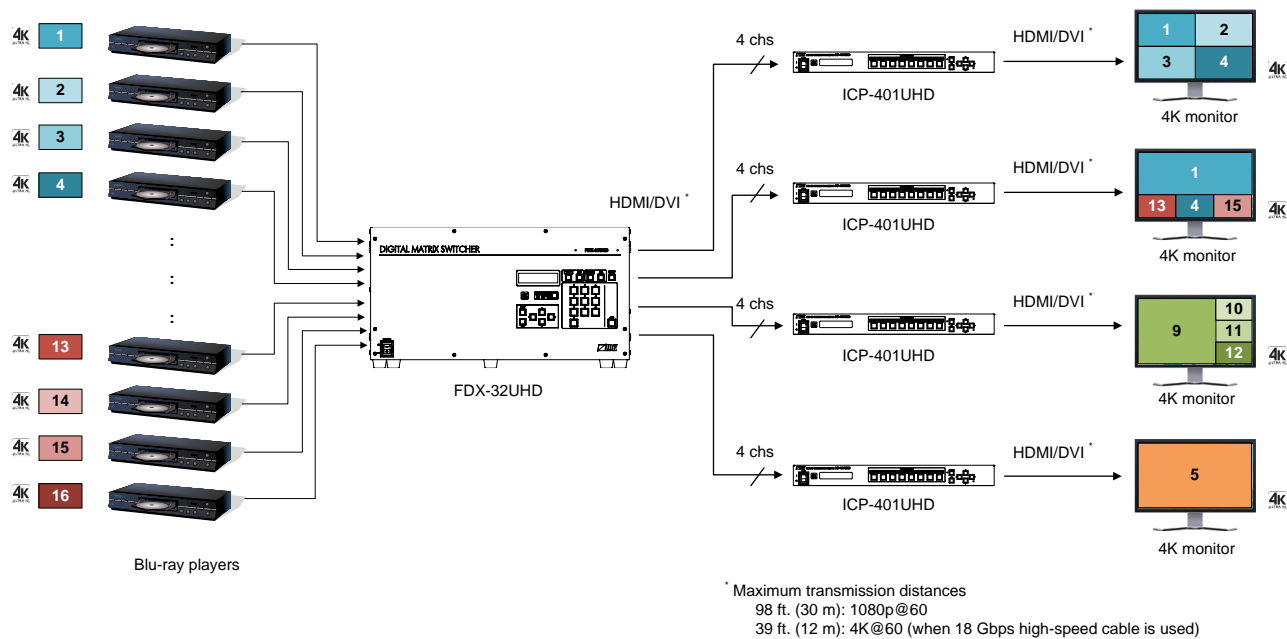 4K 1
4K 2
4K 3
4K 4
:
:
:
4K 13
4K 14
4K 15
4K 16
Blu-ray players
HDMI/DVI *
DIGITAL MATRIX SWITCHER
FDX-32UHD
4 chs
ICP-401UHD
HDMI/DVI *
1 2
3 4
4K
4K monitor
4 chs
ICP-401UHD
HDMI/DVI *
1
13 4 15
4K
4K monitor
4 chs
ICP-401UHD
HDMI/DVI *
9
10
11
12
4K
4K monitor
4 chs
ICP-401UHD
HDMI/DVI *
5
4K
4K monitor
* Maximum transmission distances
98 ft. (30 m): 1080p@60
39 ft. (12 m): 4K@60 (when 18 Gbps high-speed cable is used)